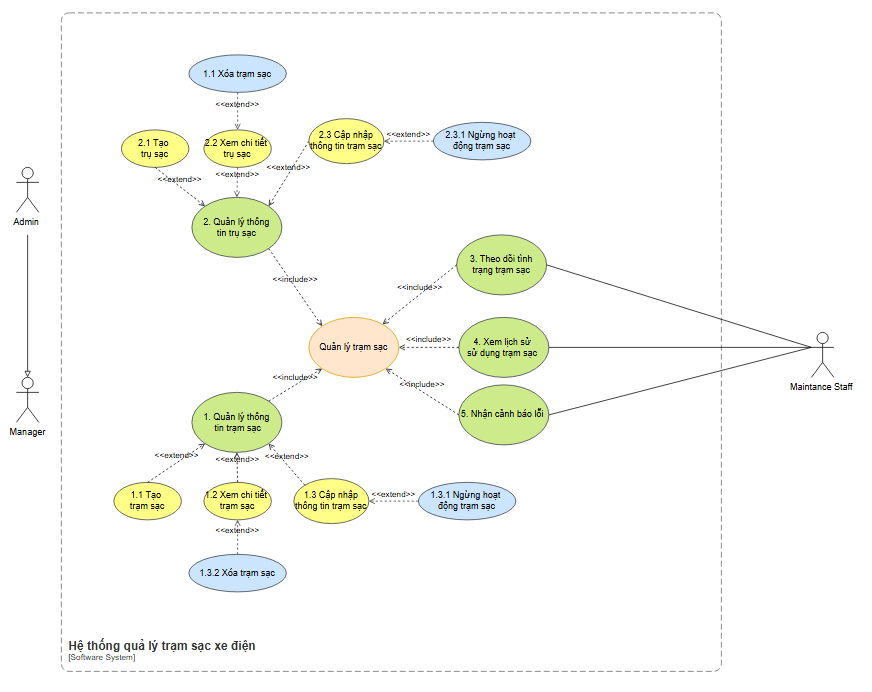 1.1 Xóa trạm sạc
<<extend>>
2.1 Tạo
trụ sạc
2.2 Xem chi tiết
trụ sạc
2.3 Cập nhập
thông tin trạm sạc
<<extend>>
2.3.1 Ngừng hoạt
động trạm sạc
<<extend>>
<<extend>>
<<extend>>
Admin
2. Quản lý thông
tin trụ sạc
3. Theo dõi tình
trạng trạm sạc
<<include>>
<<include>>
Quản lý trạm sạc
<<include>>
4. Xem lịch sử
sử dụng trạm sạc
Maintance Staff
<<include>>
<<include>>
Manager
1. Quản lý thông
tin trạm sạc
5. Nhận cảnh báo lỗi
<<extend>>
<<extend>>
<<extend>>
1.1 Tạo
trạm sạc
1.2 Xem chi tiết
trạm sạc
1.3 Cập nhập
thông tin trạm sạc
<<extend>>
1.3.1 Ngừng hoạt
động trạm sạc
<<extend>>
1.3.2 Xóa trạm sạc
Hệ thống quả lý trạm sạc xe điện
[Software System]